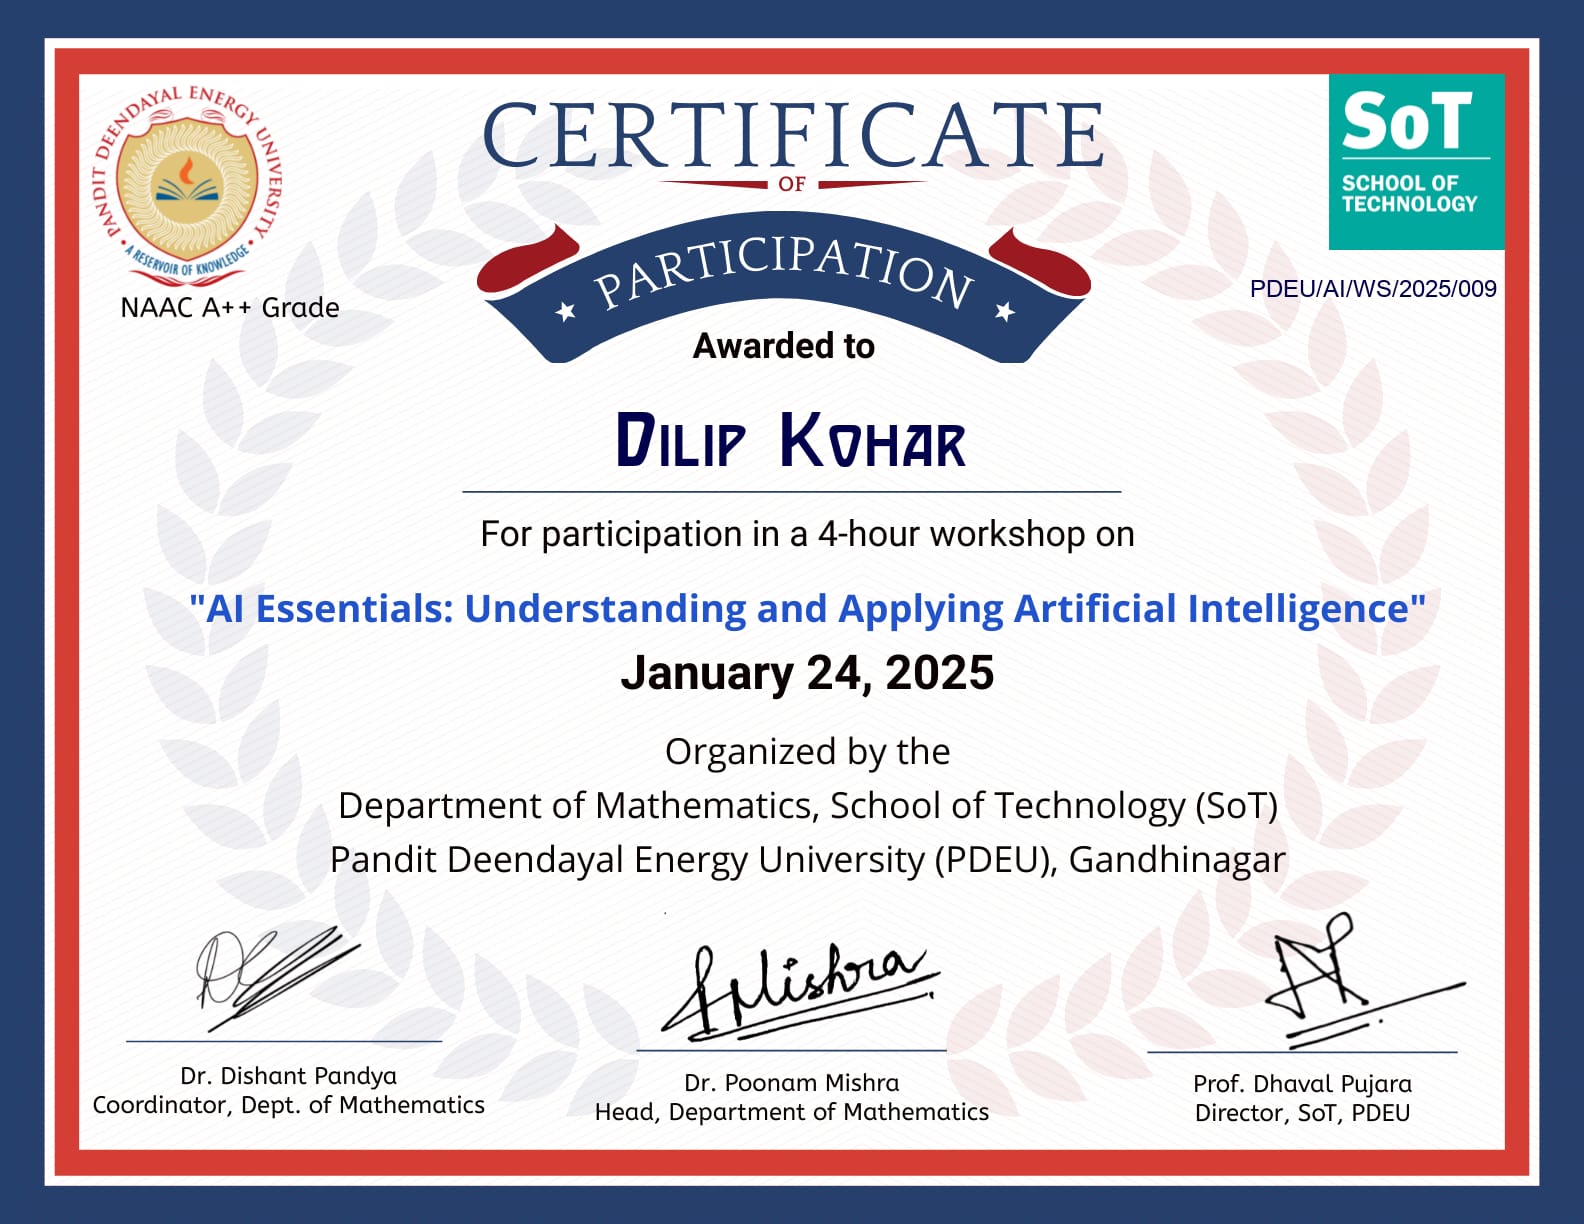 PANDIT DEENDAYAL ENERGY UNIVERSITY
• A RESERVOIR OF KNOWLEDGE •
NAAC A++ Grade
CERTIFICATE
OF
PARTICIPATION
SoT
SCHOOL OF
TECHNOLOGY
PDEU/AI/WS/2025/009
Awarded to
Dilip Kohar
For participation in a 4-hour workshop on
"AI Essentials: Understanding and Applying Artificial Intelligence"
January 24, 2025
Organized by the
Department of Mathematics, School of Technology (SoT)
Pandit Deendayal Energy University (PDEU), Gandhinagar
Dr. Dishant Pandya
Coordinator, Dept. of Mathematics
Mishra
Dr. Poonam Mishra
Head, Department of Mathematics
Prof. Dhaval Pujara
Director, SoT, PDEU